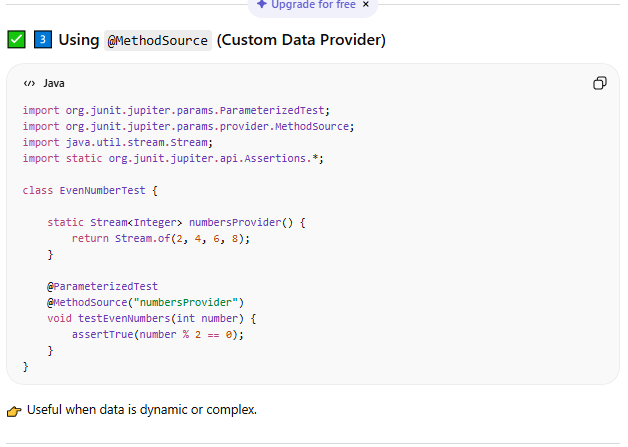 Upgrade for free ×
✅ 3️⃣ Using @MethodSource (Custom Data Provider)
</> Java
import org.junit.jupiter.params.ParameterizedTest;
import org.junit.jupiter.params.provider.MethodSource;
import java.util.stream.Stream;
import static org.junit.jupiter.api.Assertions.*;

class EvenNumberTest {

    static Stream<Integer> numbersProvider() {
        return Stream.of(2, 4, 6, 8);
    }

    @ParameterizedTest
    @MethodSource("numbersProvider")
    void testEvenNumbers(int number) {
        assertTrue(number % 2 == 0);
    }
}
👉 Useful when data is dynamic or complex.